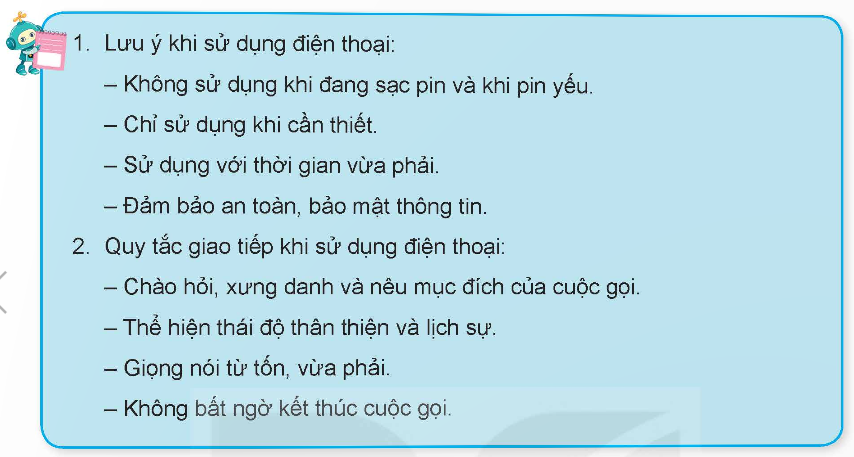 1. Lưu ý khi sử dụng điện thoại:
– Không sử dụng khi đang sạc pin và khi pin yếu.
– Chỉ sử dụng khi cần thiết.
– Sử dụng với thời gian vừa phải.
– Đảm bảo an toàn, bảo mật thông tin.
2. Quy tắc giao tiếp khi sử dụng điện thoại:
– Chào hỏi, xưng danh và nêu mục đích của cuộc gọi.
– Thể hiện thái độ thân thiện và lịch sự.
– Giọng nói từ tốn, vừa phải.
– Không bất ngờ kết thúc cuộc gọi.